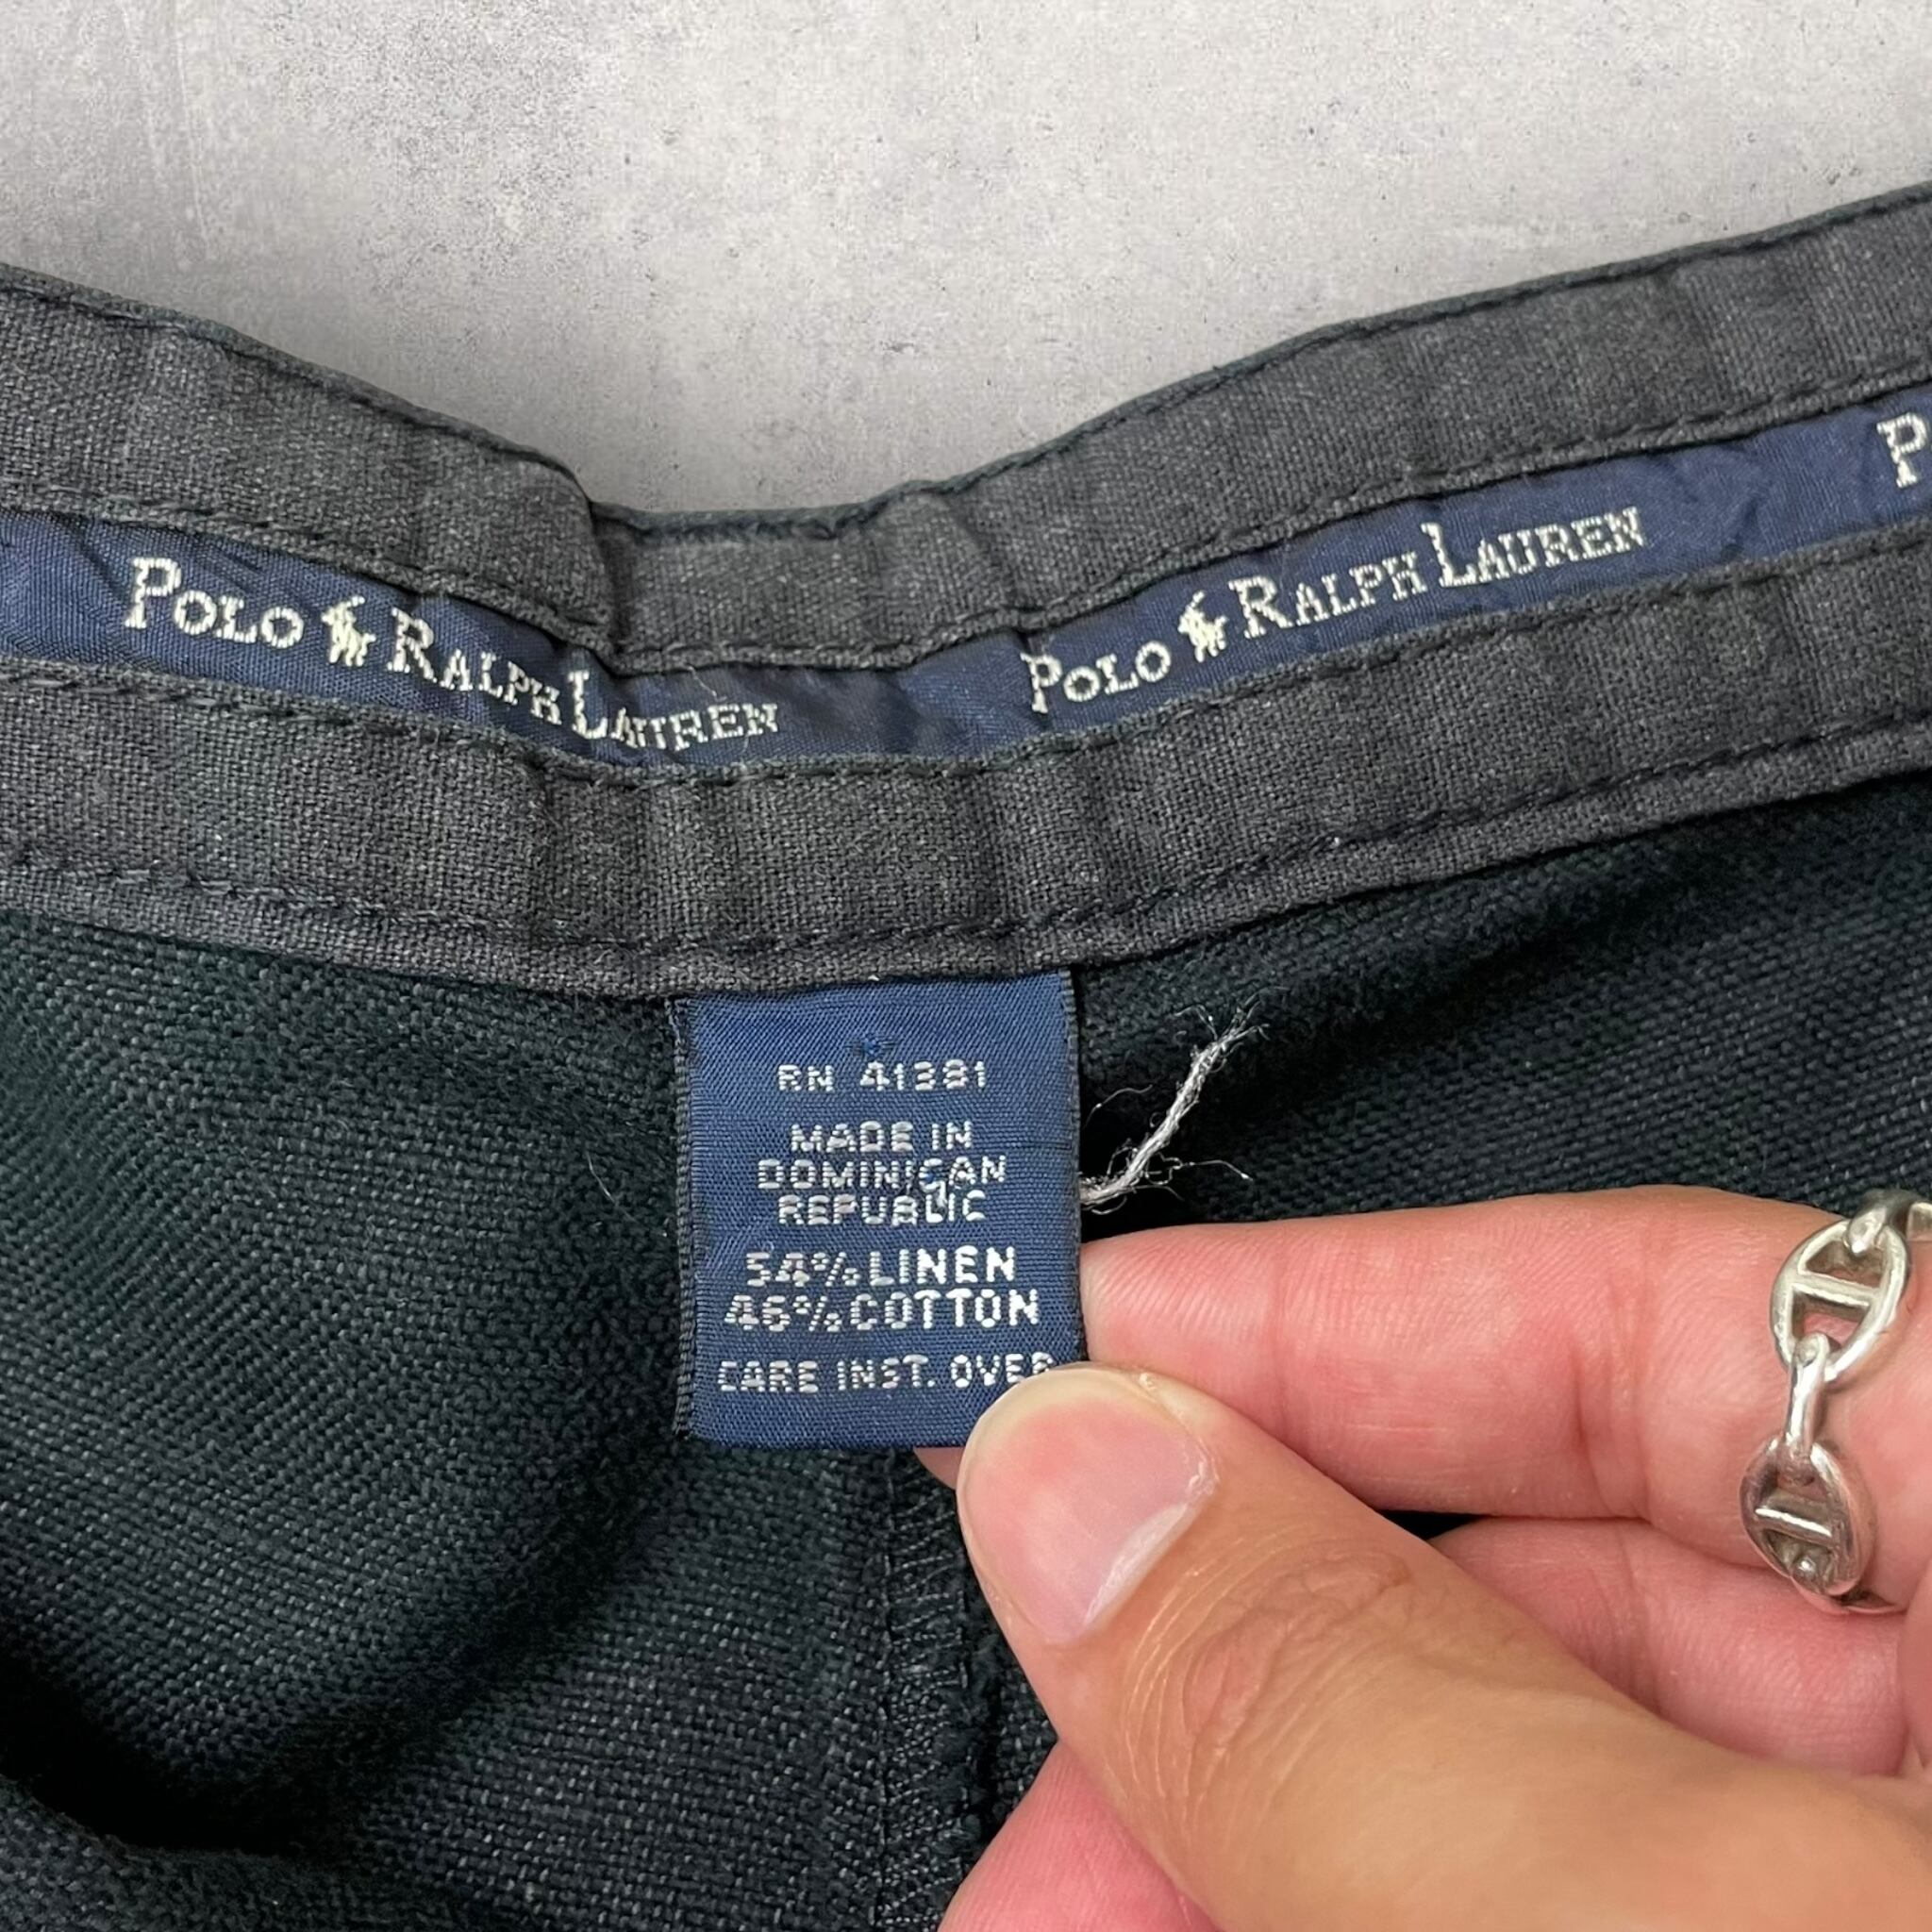 POLO RALPH LAUREN
POLO RALPH LAUREN
P
RN 41381
MADE IN
DOMINICAN
REPUBLIC
54% LINEN
46% COTTON
CARE INST. OVER